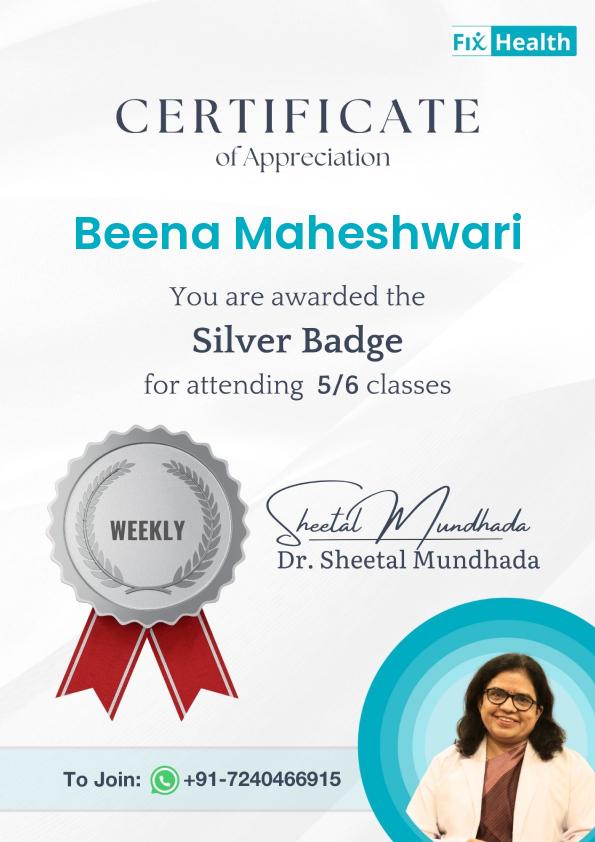 Fix Health
CERTIFICATE
of Appreciation
Beena Maheshwari
You are awarded the
Silver Badge
for attending 5/6 classes
WEEKLY
Sheetal Mundhada
Dr. Sheetal Mundhada
To Join: +91-7240466915